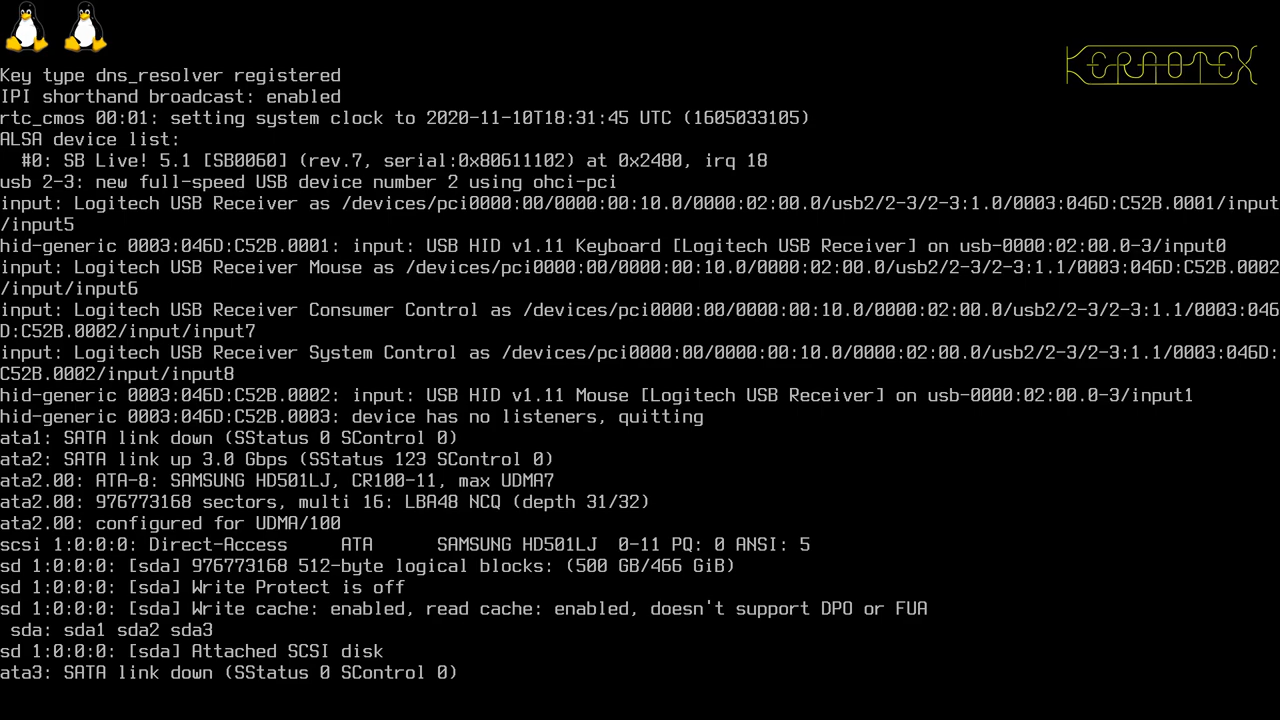 KERNOTEX
Key type dns_resolver registered
IPI shorthand broadcast: enabled
rtc_cmos 00:01: setting system clock to 2020-11-10T18:31:45 UTC (1605033105)
ALSA device list:
  #0: SB Live! 5.1 [SB0060] (rev.7, serial:0x80611102) at 0x2480, irq 18
usb 2-3: new full-speed USB device number 2 using ohci-pci
input: Logitech USB Receiver as /devices/pci0000:00/0000:00:10.0/0000:02:00.0/usb2/2-3/2-3:1.0/0003:046D:C52B.0001/input
/input5
hid-generic 0003:046D:C52B.0001: input: USB HID v1.11 Keyboard [Logitech USB Receiver] on usb-0000:02:00.0-3/input0
input: Logitech USB Receiver Mouse as /devices/pci0000:00/0000:00:10.0/0000:02:00.0/usb2/2-3/2-3:1.1/0003:046D:C52B.0002
/input/input6
input: Logitech USB Receiver Consumer Control as /devices/pci0000:00/0000:00:10.0/0000:02:00.0/usb2/2-3/2-3:1.1/0003:046
D:C52B.0002/input/input7
input: Logitech USB Receiver System Control as /devices/pci0000:00/0000:00:10.0/0000:02:00.0/usb2/2-3/2-3:1.1/0003:046D:
C52B.0002/input/input8
hid-generic 0003:046D:C52B.0002: input: USB HID v1.11 Mouse [Logitech USB Receiver] on usb-0000:02:00.0-3/input1
hid-generic 0003:046D:C52B.0003: device has no listeners, quitting
ata1: SATA link down (SStatus 0 SControl 0)
ata2: SATA link up 3.0 Gbps (SStatus 123 SControl 0)
ata2.00: ATA-8: SAMSUNG HD501LJ, CR100-11, max UDMA7
ata2.00: 976773168 sectors, multi 16: LBA48 NCQ (depth 31/32)
ata2.00: configured for UDMA/100
scsi 1:0:0:0: Direct-Access     ATA      SAMSUNG HD501LJ  0-11 PQ: 0 ANSI: 5
sd 1:0:0:0: [sda] 976773168 512-byte logical blocks: (500 GB/466 GiB)
sd 1:0:0:0: [sda] Write Protect is off
sd 1:0:0:0: [sda] Write cache: enabled, read cache: enabled, doesn't support DPO or FUA
 sda: sda1 sda2 sda3
sd 1:0:0:0: [sda] Attached SCSI disk
ata3: SATA link down (SStatus 0 SControl 0)